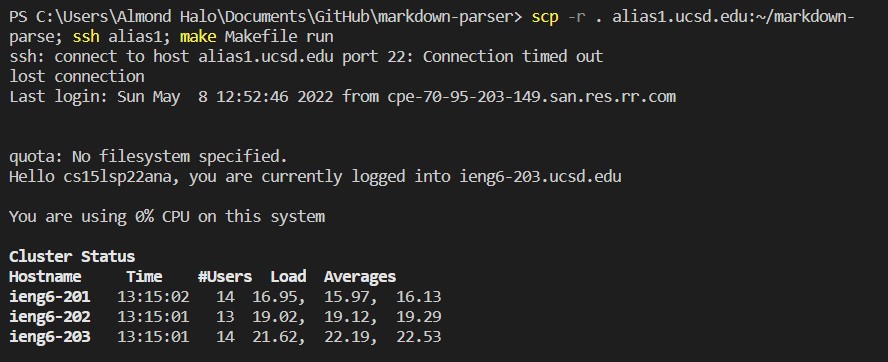 PS C:\Users\Almond Halo\Documents\GitHub\markdown-parser> scp -r . alias1.ucsd.edu:~/markdown-
parse; ssh alias1; make Makefile run
ssh: connect to host alias1.ucsd.edu port 22: Connection timed out
lost connection
Last login: Sun May  8 12:52:46 2022 from cpe-70-95-203-149.san.res.rr.com
quota: No filesystem specified.
Hello cs15lsp22ana, you are currently logged into ieng6-203.ucsd.edu
You are using 0% CPU on this system
Cluster Status
Hostname     Time    #Users  Load  Averages
ieng6-201   13:15:02   14  16.95,  15.97,  16.13
ieng6-202   13:15:01   13  19.02,  19.12,  19.29
ieng6-203   13:15:01   14  21.62,  22.19,  22.53